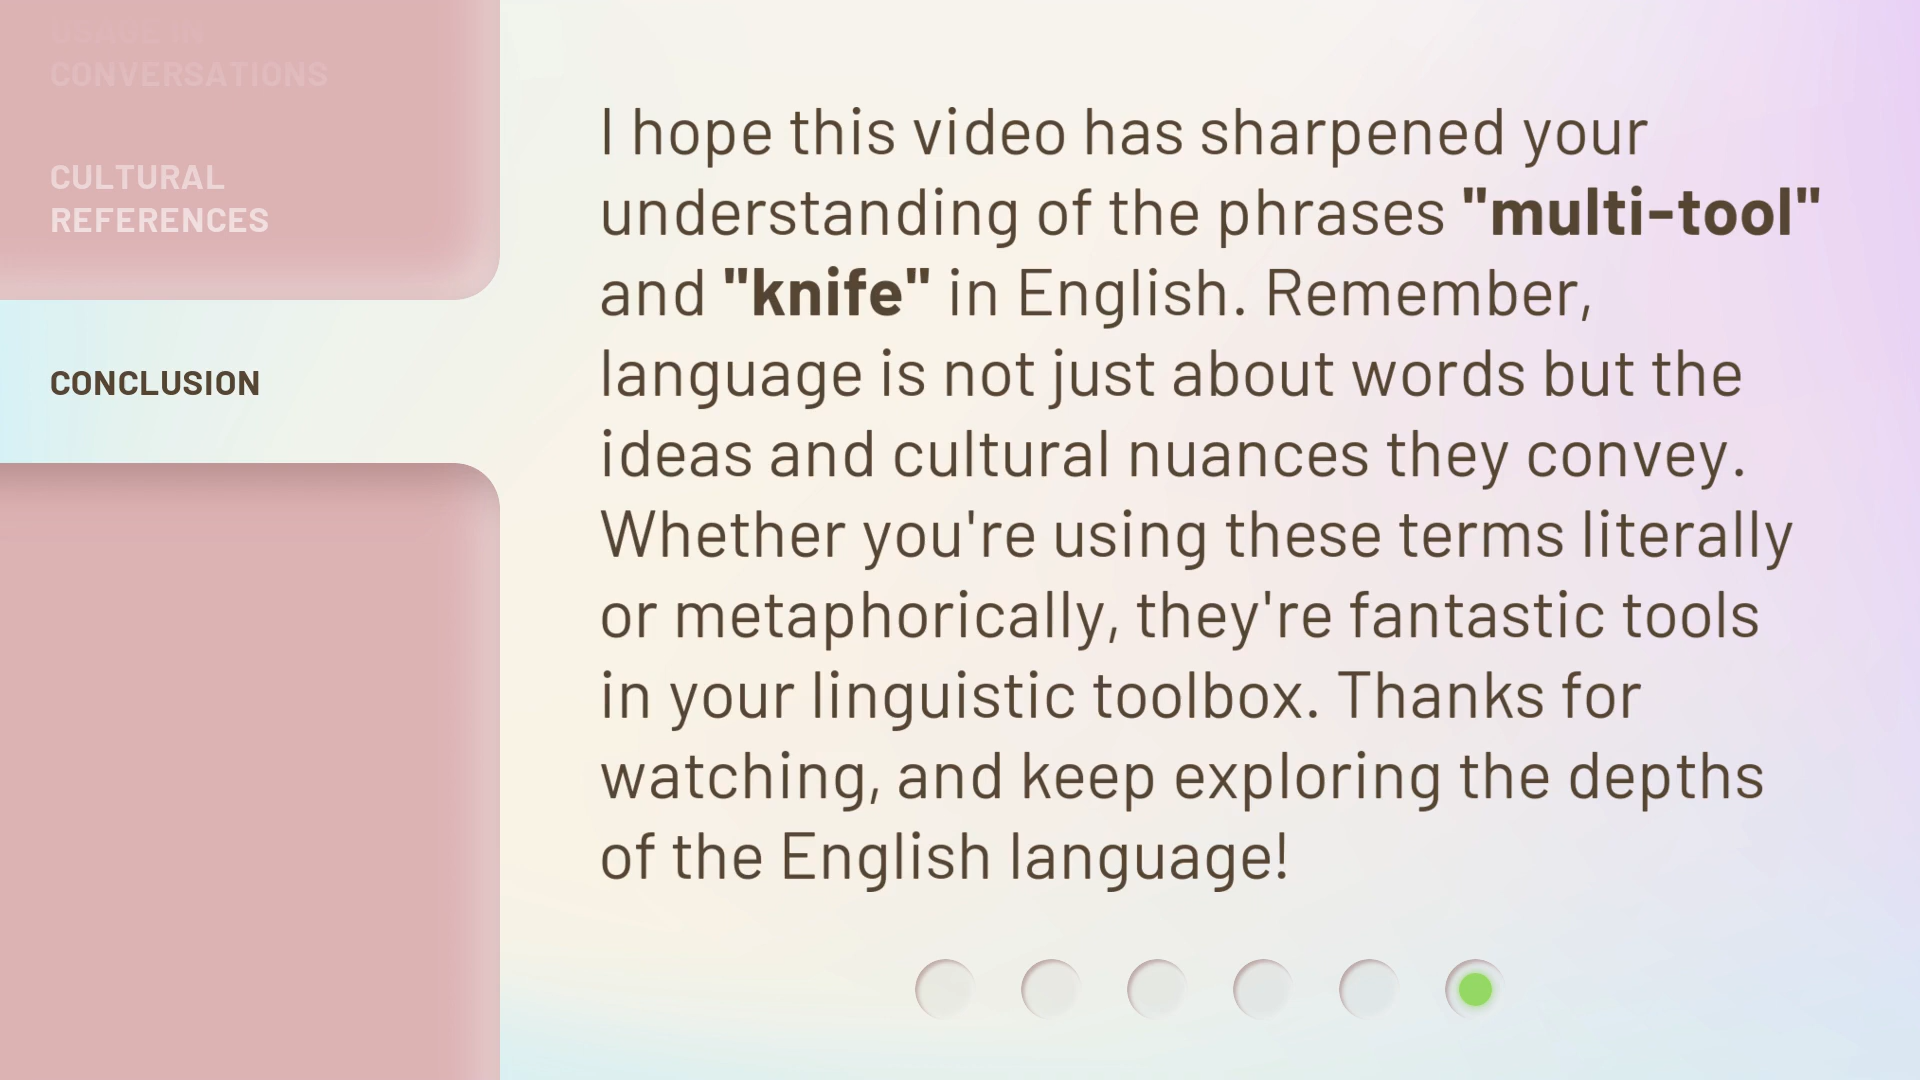 USAGE IN
CONVERSATIONS
CULTURAL
REFERENCES
CONCLUSION
I hope this video has sharpened your
understanding of the phrases "multi-tool"
and "knife" in English. Remember,
language is not just about words but the
ideas and cultural nuances they convey.
Whether you're using these terms literally
or metaphorically, they're fantastic tools
in your linguistic toolbox. Thanks for
watching, and keep exploring the depths
of the English language!